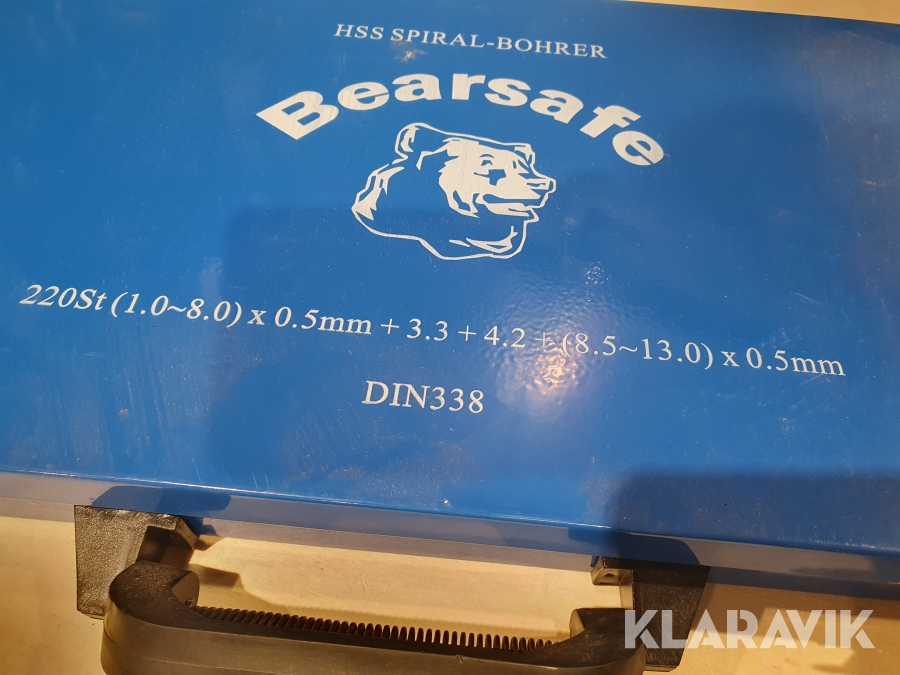 HSS SPIRAL-BOHRER
Bearsafe
220St (1.0~8.0) x 0.5mm + 3.3 + 4.2 + (8.5~13.0) x 0.5mm
DIN338
KLARAVIK